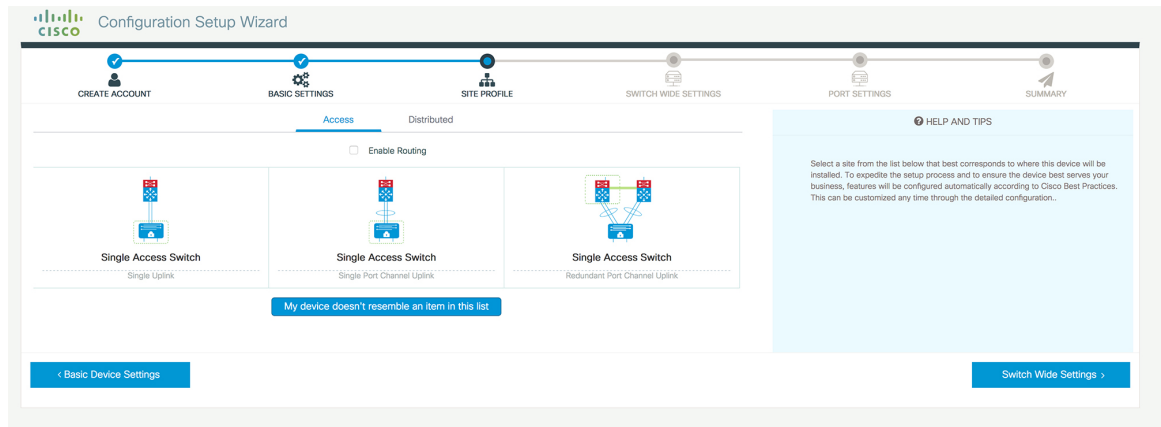 CISCO
Configuration Setup Wizard
CREATE ACCOUNT
BASIC SETTINGS
SITE PROFILE
SWITCH WIDE SETTINGS
PORT SETTINGS
SUMMARY
Access
Distributed
Enable Routing
Single Access Switch
Single Uplink
Single Access Switch
Single Port Channel Uplink
Single Access Switch
Redundant Port Channel Uplink
My device doesn't resemble an item in this list
? HELP AND TIPS
Select a site from the list below that best corresponds to where this device will be
installed. To expedite the setup process and to ensure the device best serves your
business, features will be configured automatically according to Cisco Best Practices.
This can be customized any time through the detailed configuration..
‹ Basic Device Settings
Switch Wide Settings ›